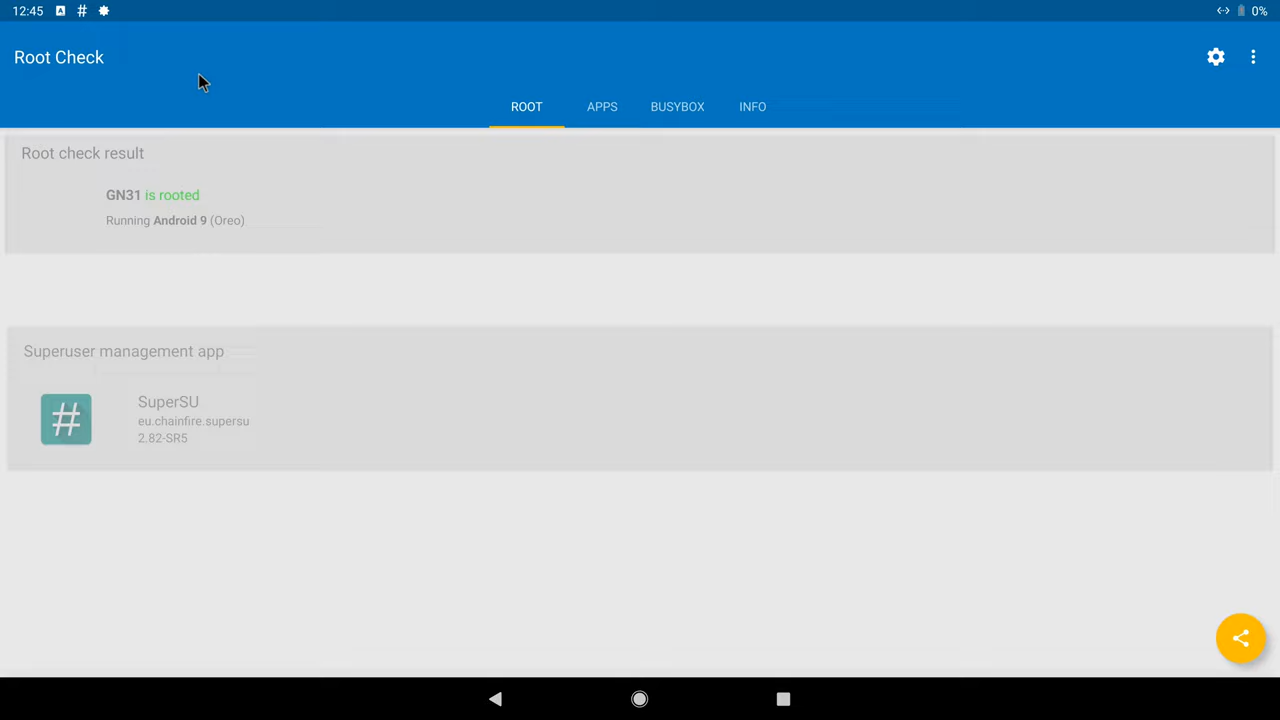 12:45
0%
Root Check
ROOT APPS BUSYBOX INFO
Root check result
GN31 is rooted
Running Android 9 (Oreo)
Superuser management app
#
SuperSU
eu.chainfire.supersu
2.82-SR5